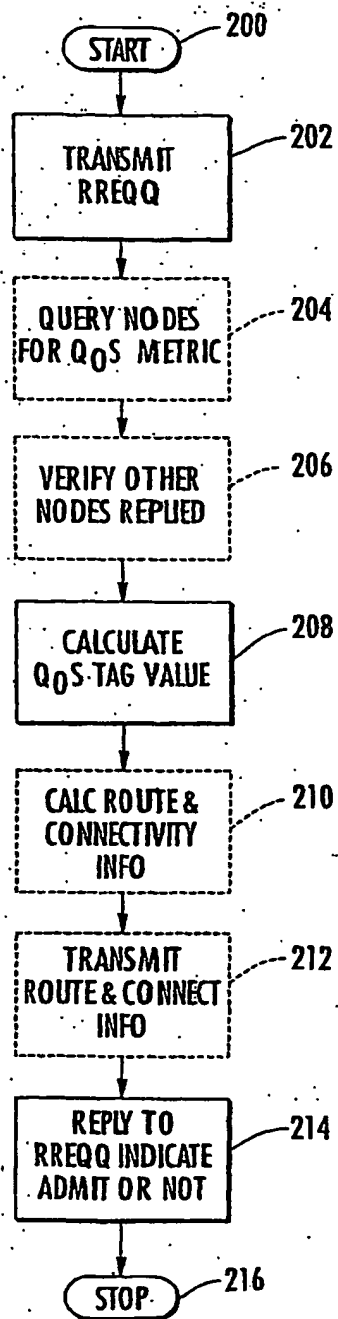 START
200
TRANSMIT
RREQQ
202
QUERY NODES
FOR QOS METRIC
204
VERIFY OTHER
NODES REPLIED
206
CALCULATE
QOS TAG VALUE
208
CALC ROUTE &
CONNECTIVITY
INFO
210
TRANSMIT
ROUTE & CONNECT
INFO
212
REPLY TO
RREQQ INDICATE
ADMIT OR NOT
214
STOP
216